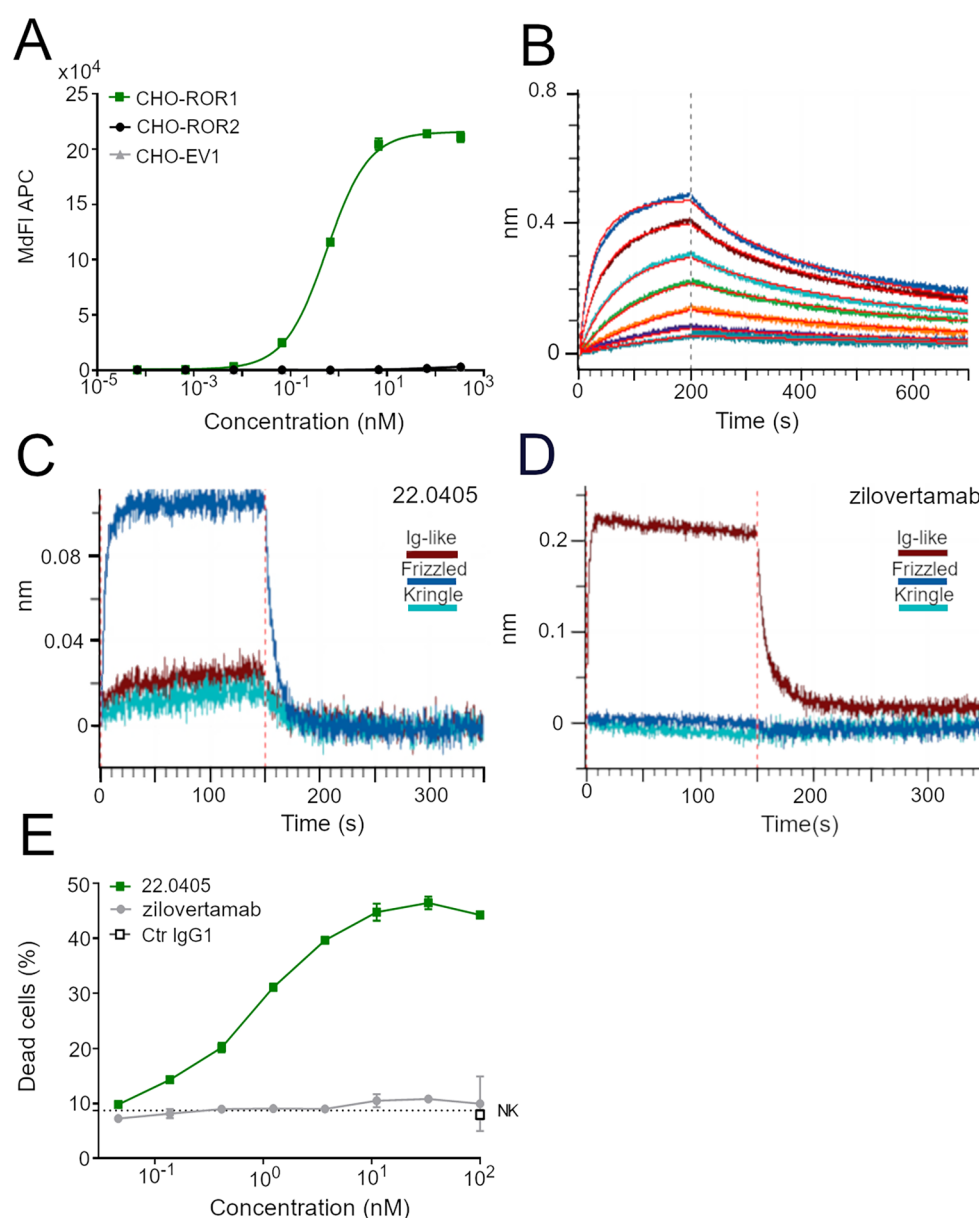 A
x10⁴
25
20
15
10
5
0
MdFI APC
CHO-ROR1
CHO-ROR2
CHO-EV1
10⁻⁵ 10⁻³ 10⁻¹ 10¹ 10³
Concentration (nM)
B
0.8
0.4
0
nm
0 200 400 600
Time (s)
C
22.0405
Ig-like
Frizzled
Kringle
0.08
0.04
0
nm
0 100 200 300
Time (s)
D
zilovertamab
Ig-like
Frizzled
Kringle
0.2
0.1
0
nm
0 100 200 300
Time(s)
E
50
40
30
20
10
0
Dead cells (%)
22.0405
zilovertamab
Ctr IgG1
NK
10⁻¹ 10⁰ 10¹ 10²
Concentration (nM)